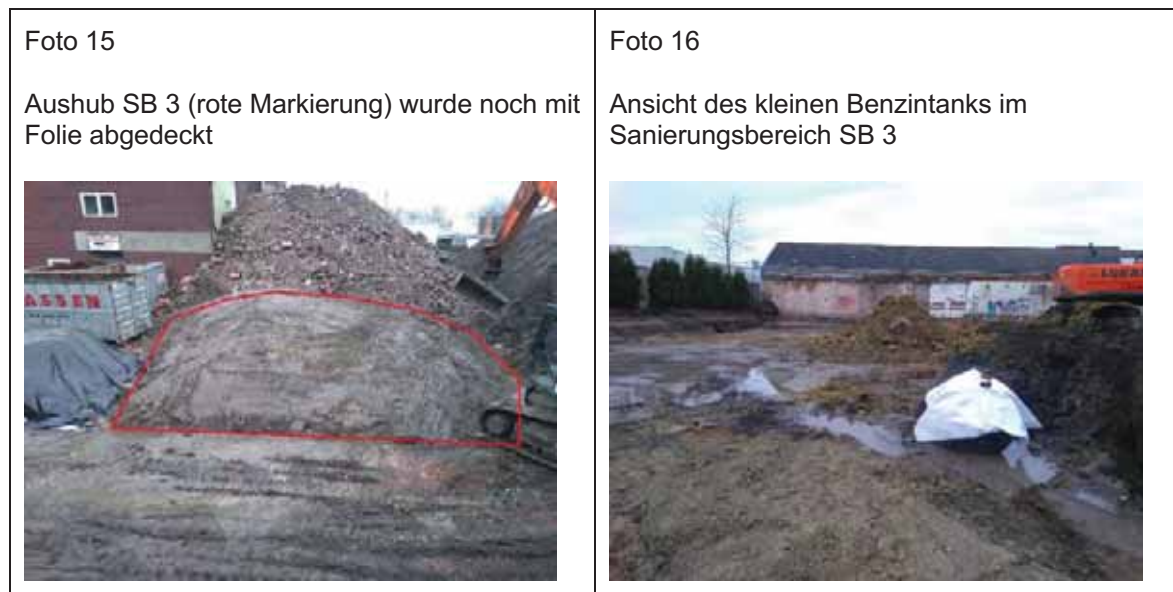 Foto 15
Aushub SB 3 (rote Markierung) wurde noch mit
Folie abgedeckt
ASSEN
Foto 16
Ansicht des kleinen Benzintanks im
Sanierungsbereich SB 3